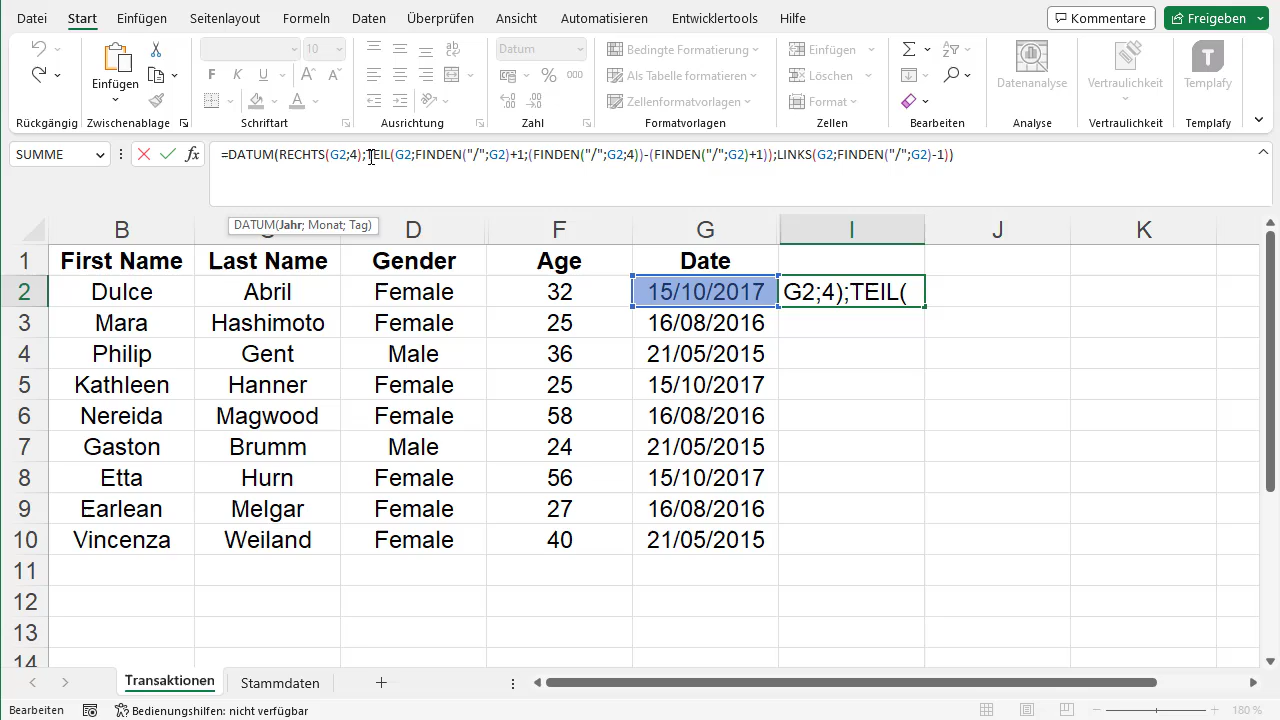 Datei Einfügen Seitenlayout Formeln Daten Überprüfen Ansicht Automatisieren Entwicklertools Hilfe Kommentare Freigeben
10 Datum Bedingte Formatierung Einfügen
Einfügen F K U Als Tabelle formatieren Löschen Datenanalyse Vertraulichkeit Templafy
Zellenformatvorlagen Format
Rückgängig Zwischenablage Schriftart Ausrichtung Zahl Formatvorlagen Zellen Bearbeiten Analyse Vertraulichkeit Templafy
SUMME fx =DATUM(RECHTS(G2;4);TEIL(G2;FINDEN("/";G2)+1;(FINDEN("/";G2;4))-(FINDEN("/";G2)+1));LINKS(G2;FINDEN("/";G2)-1))
DATUM(Jahr; Monat; Tag)
B D F G I J K
1 First Name Last Name Gender Age Date
2 Dulce Abril Female 32 15/10/2017 G2;4);TEIL(
3 Mara Hashimoto Female 25 16/08/2016
4 Philip Gent Male 36 21/05/2015
5 Kathleen Hanner Female 25 15/10/2017
6 Nereida Magwood Female 58 16/08/2016
7 Gaston Brumm Male 24 21/05/2015
8 Etta Hurn Female 56 15/10/2017
9 Earlean Melgar Female 27 16/08/2016
10 Vincenza Weiland Female 40 21/05/2015
11
12
13
14
Transaktionen Stammdaten
Bearbeiten Bedienungshilfen: nicht verfügbar 180 %